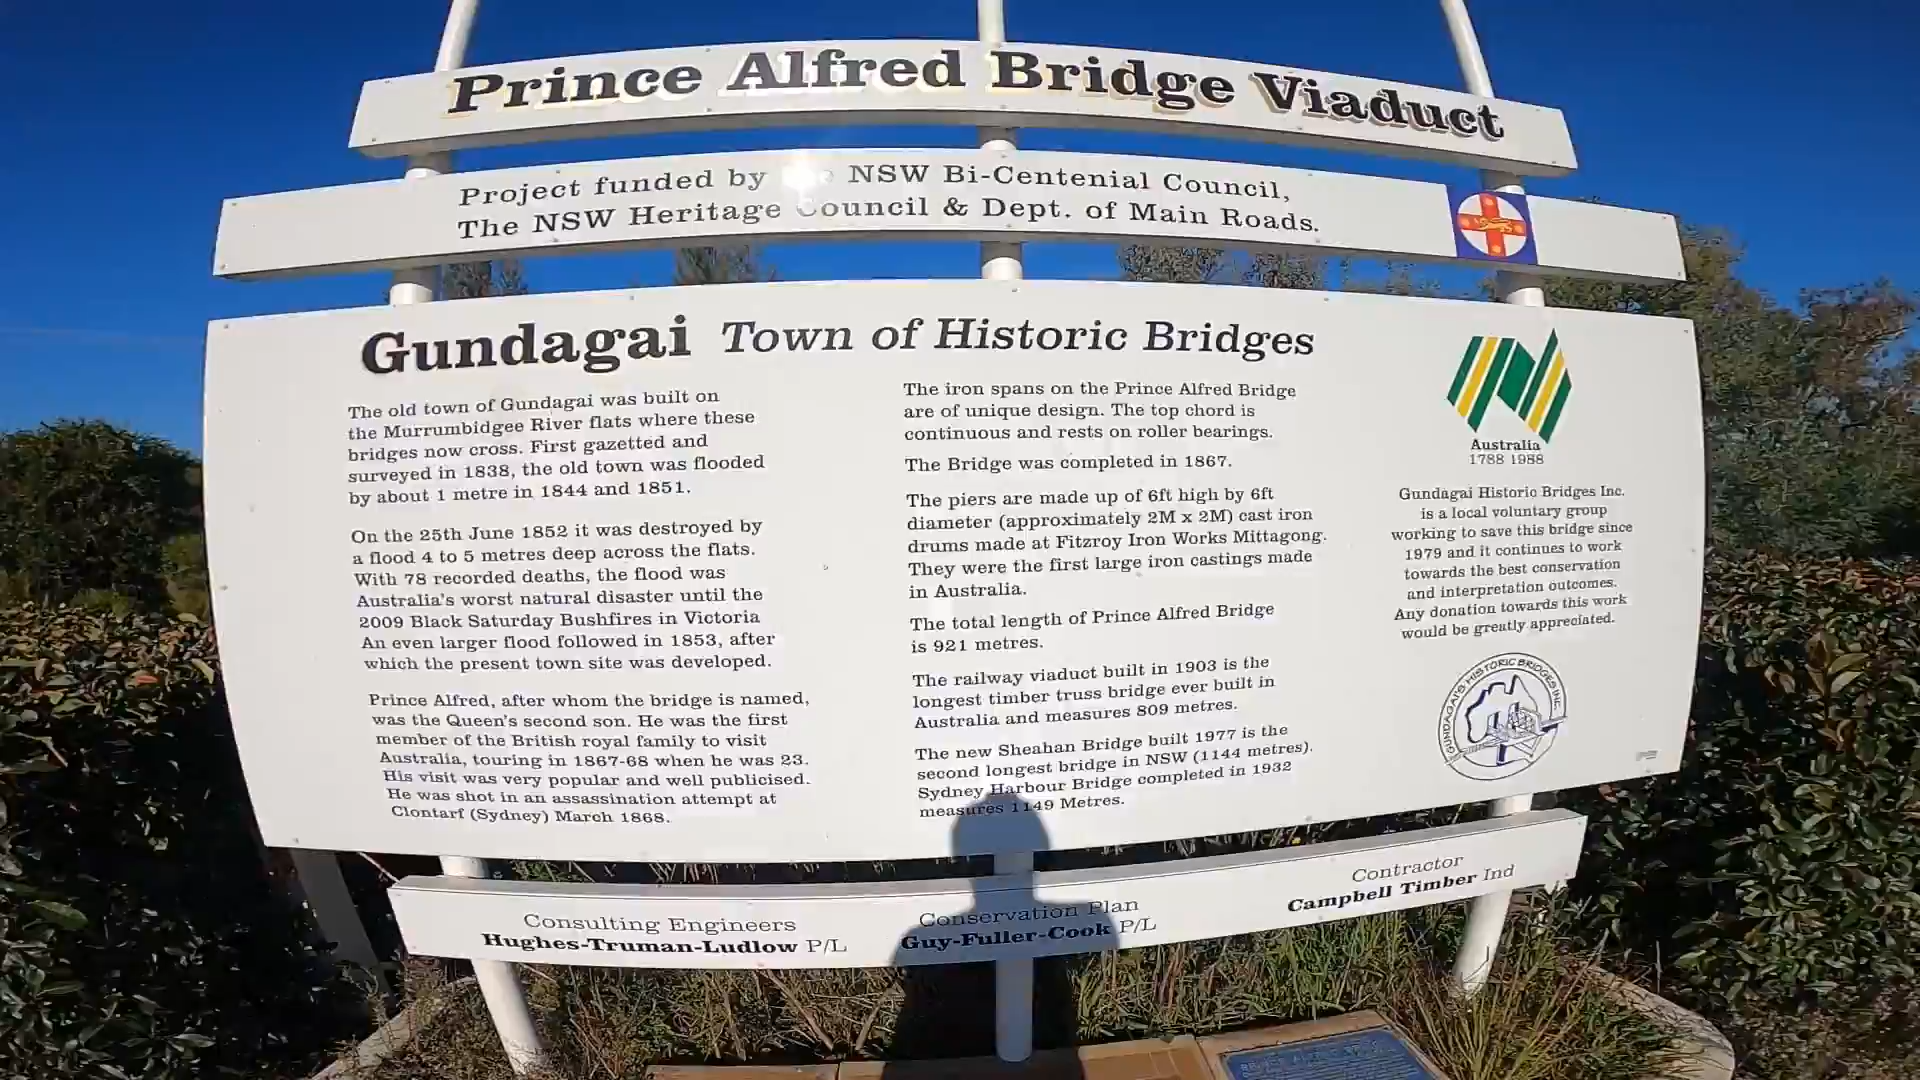 Prince Alfred Bridge Viaduct
Project funded by NSW Bi-Centenial Council,
The NSW Heritage Council & Dept. of Main Roads.
Gundagai Town of Historic Bridges
The old town of Gundagai was built on
the Murrumbidgee River flats where these
bridges now cross. First gazetted and
surveyed in 1838, the old town was flooded
by about 1 metre in 1844 and 1851.
On the 25th June 1852 it was destroyed by
a flood 4 to 5 metres deep across the flats.
With 78 recorded deaths, the flood was
Australia's worst natural disaster until the
2009 Black Saturday Bushfires in Victoria
An even larger flood followed in 1853, after
which the present town site was developed.
Prince Alfred, after whom the bridge is named,
was the Queen's second son. He was the first
member of the British royal family to visit
Australia, touring in 1867-68 when he was 23.
His visit was very popular and well publicised.
He was shot in an assassination attempt at
Clontarf (Sydney) March 1868.
The iron spans on the Prince Alfred Bridge
are of unique design. The top chord is
continuous and rests on roller bearings.
The Bridge was completed in 1867.
The piers are made up of 6ft high by 6ft
diameter (approximately 2M x 2M) cast iron
drums made at Fitzroy Iron Works Mittagong.
They were the first large iron castings made
in Australia.
The total length of Prince Alfred Bridge
is 921 metres.
The railway viaduct built in 1903 is the
longest timber truss bridge ever built in
Australia and measures 809 metres.
The new Sheahan Bridge built 1977 is the
second longest bridge in NSW (1144 metres).
Sydney Harbour Bridge completed in 1932
measures 1149 Metres.
Australia
1788 1988
Gundagai Historic Bridges Inc.
is a local voluntary group
working to save this bridge since
1979 and it continues to work
towards the best conservation
and interpretation outcomes.
Any donation towards this work
would be greatly appreciated.
GUNDAGAI'S HISTORIC BRIDGES INC.
Consulting Engineers
Hughes-Truman-Ludlow P/L
Conservation Plan
Guy-Fuller-Cook P/L
Contractor
Campbell Timber Ind